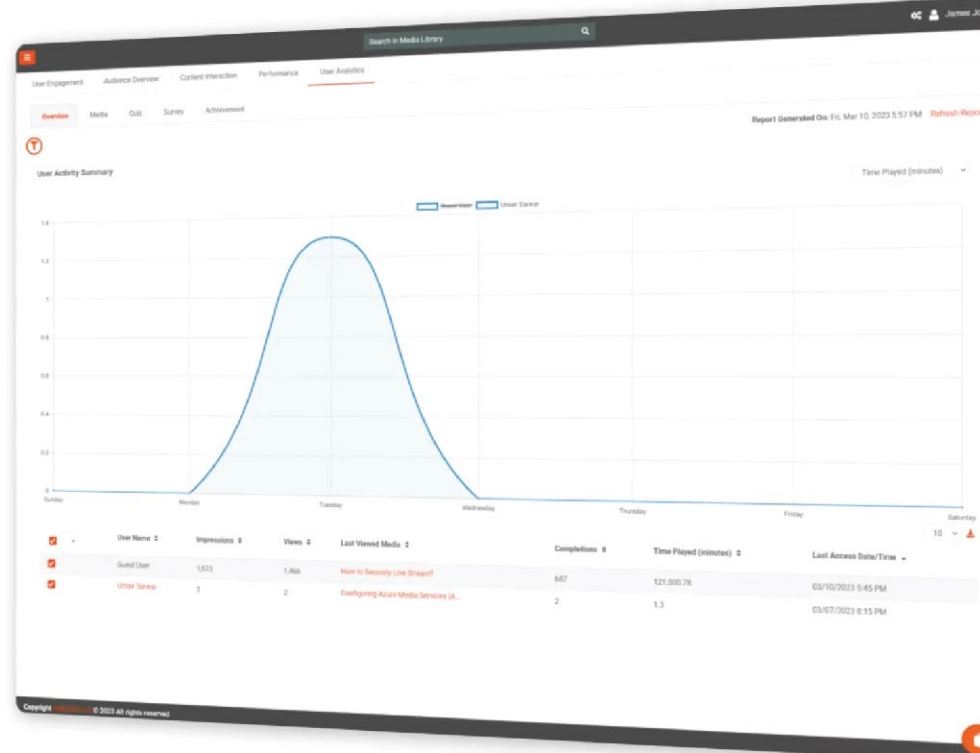 Search in Media Library
James Jo
User Engagement Audience Overview Content Interaction Performance User Analytics
Overview Media Quiz Survey Achievement
Report Generated On: Fri, Mar 10, 2023 5:57 PM Refresh Repor
User Activity Summary
Time Played (minutes)
Guest User Umair Sarwar
1.4
1.2
1
0.8
0.6
0.4
0.2
0
Sunday Monday Tuesday Wednesday Thursday Friday Saturday
10
User Name Impressions Views Last Viewed Media Completions Time Played (minutes) Last Access Date/Time
Guest User 1,623 1,466 How to Securely Live Stream? 687 121,500.78 03/10/2023 5:45 PM
Umair Sarwar 2 2 Configuring Azure Media Services (A... 2 1.3 03/07/2023 8:15 PM
Copyright © 2023 All rights reserved